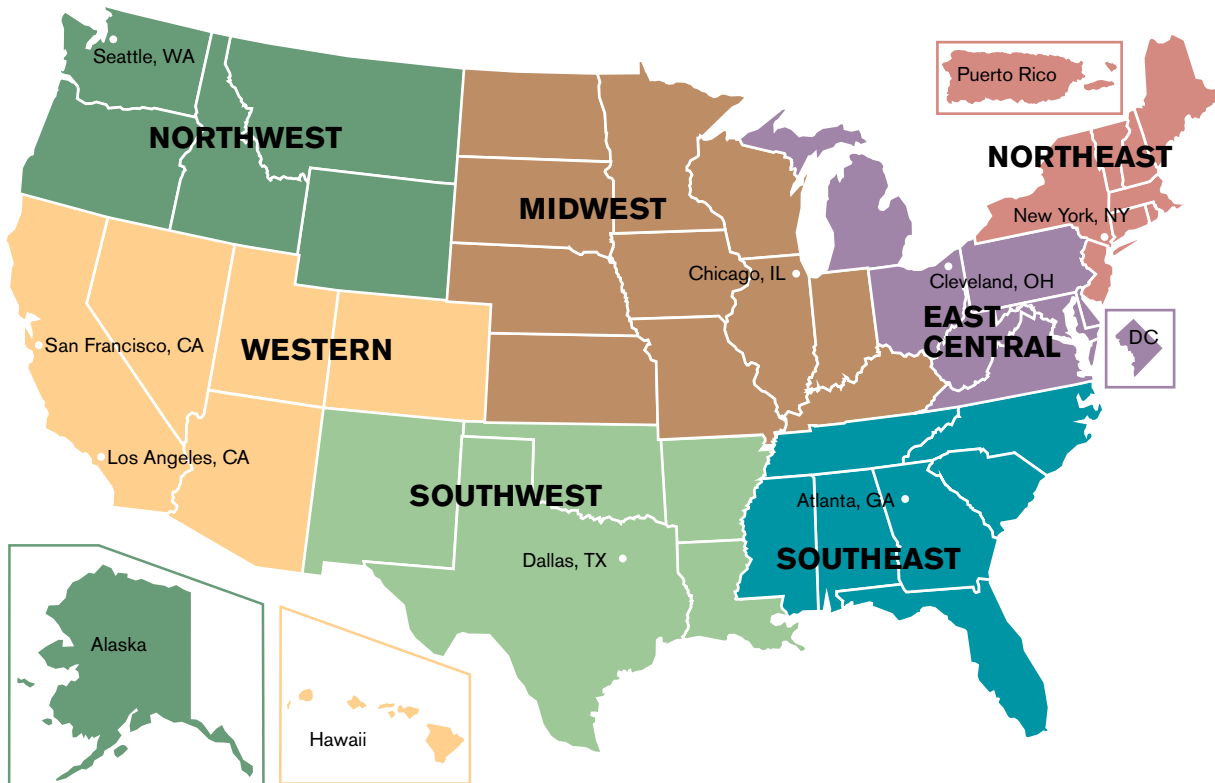 Seattle, WA
Puerto Rico
NORTHWEST
NORTHEAST
MIDWEST
New York, NY
Chicago, IL
Cleveland, OH
EAST
CENTRAL
DC
San Francisco, CA
WESTERN
Los Angeles, CA
SOUTHWEST
Atlanta, GA
Dallas, TX
SOUTHEAST
Alaska
Hawaii